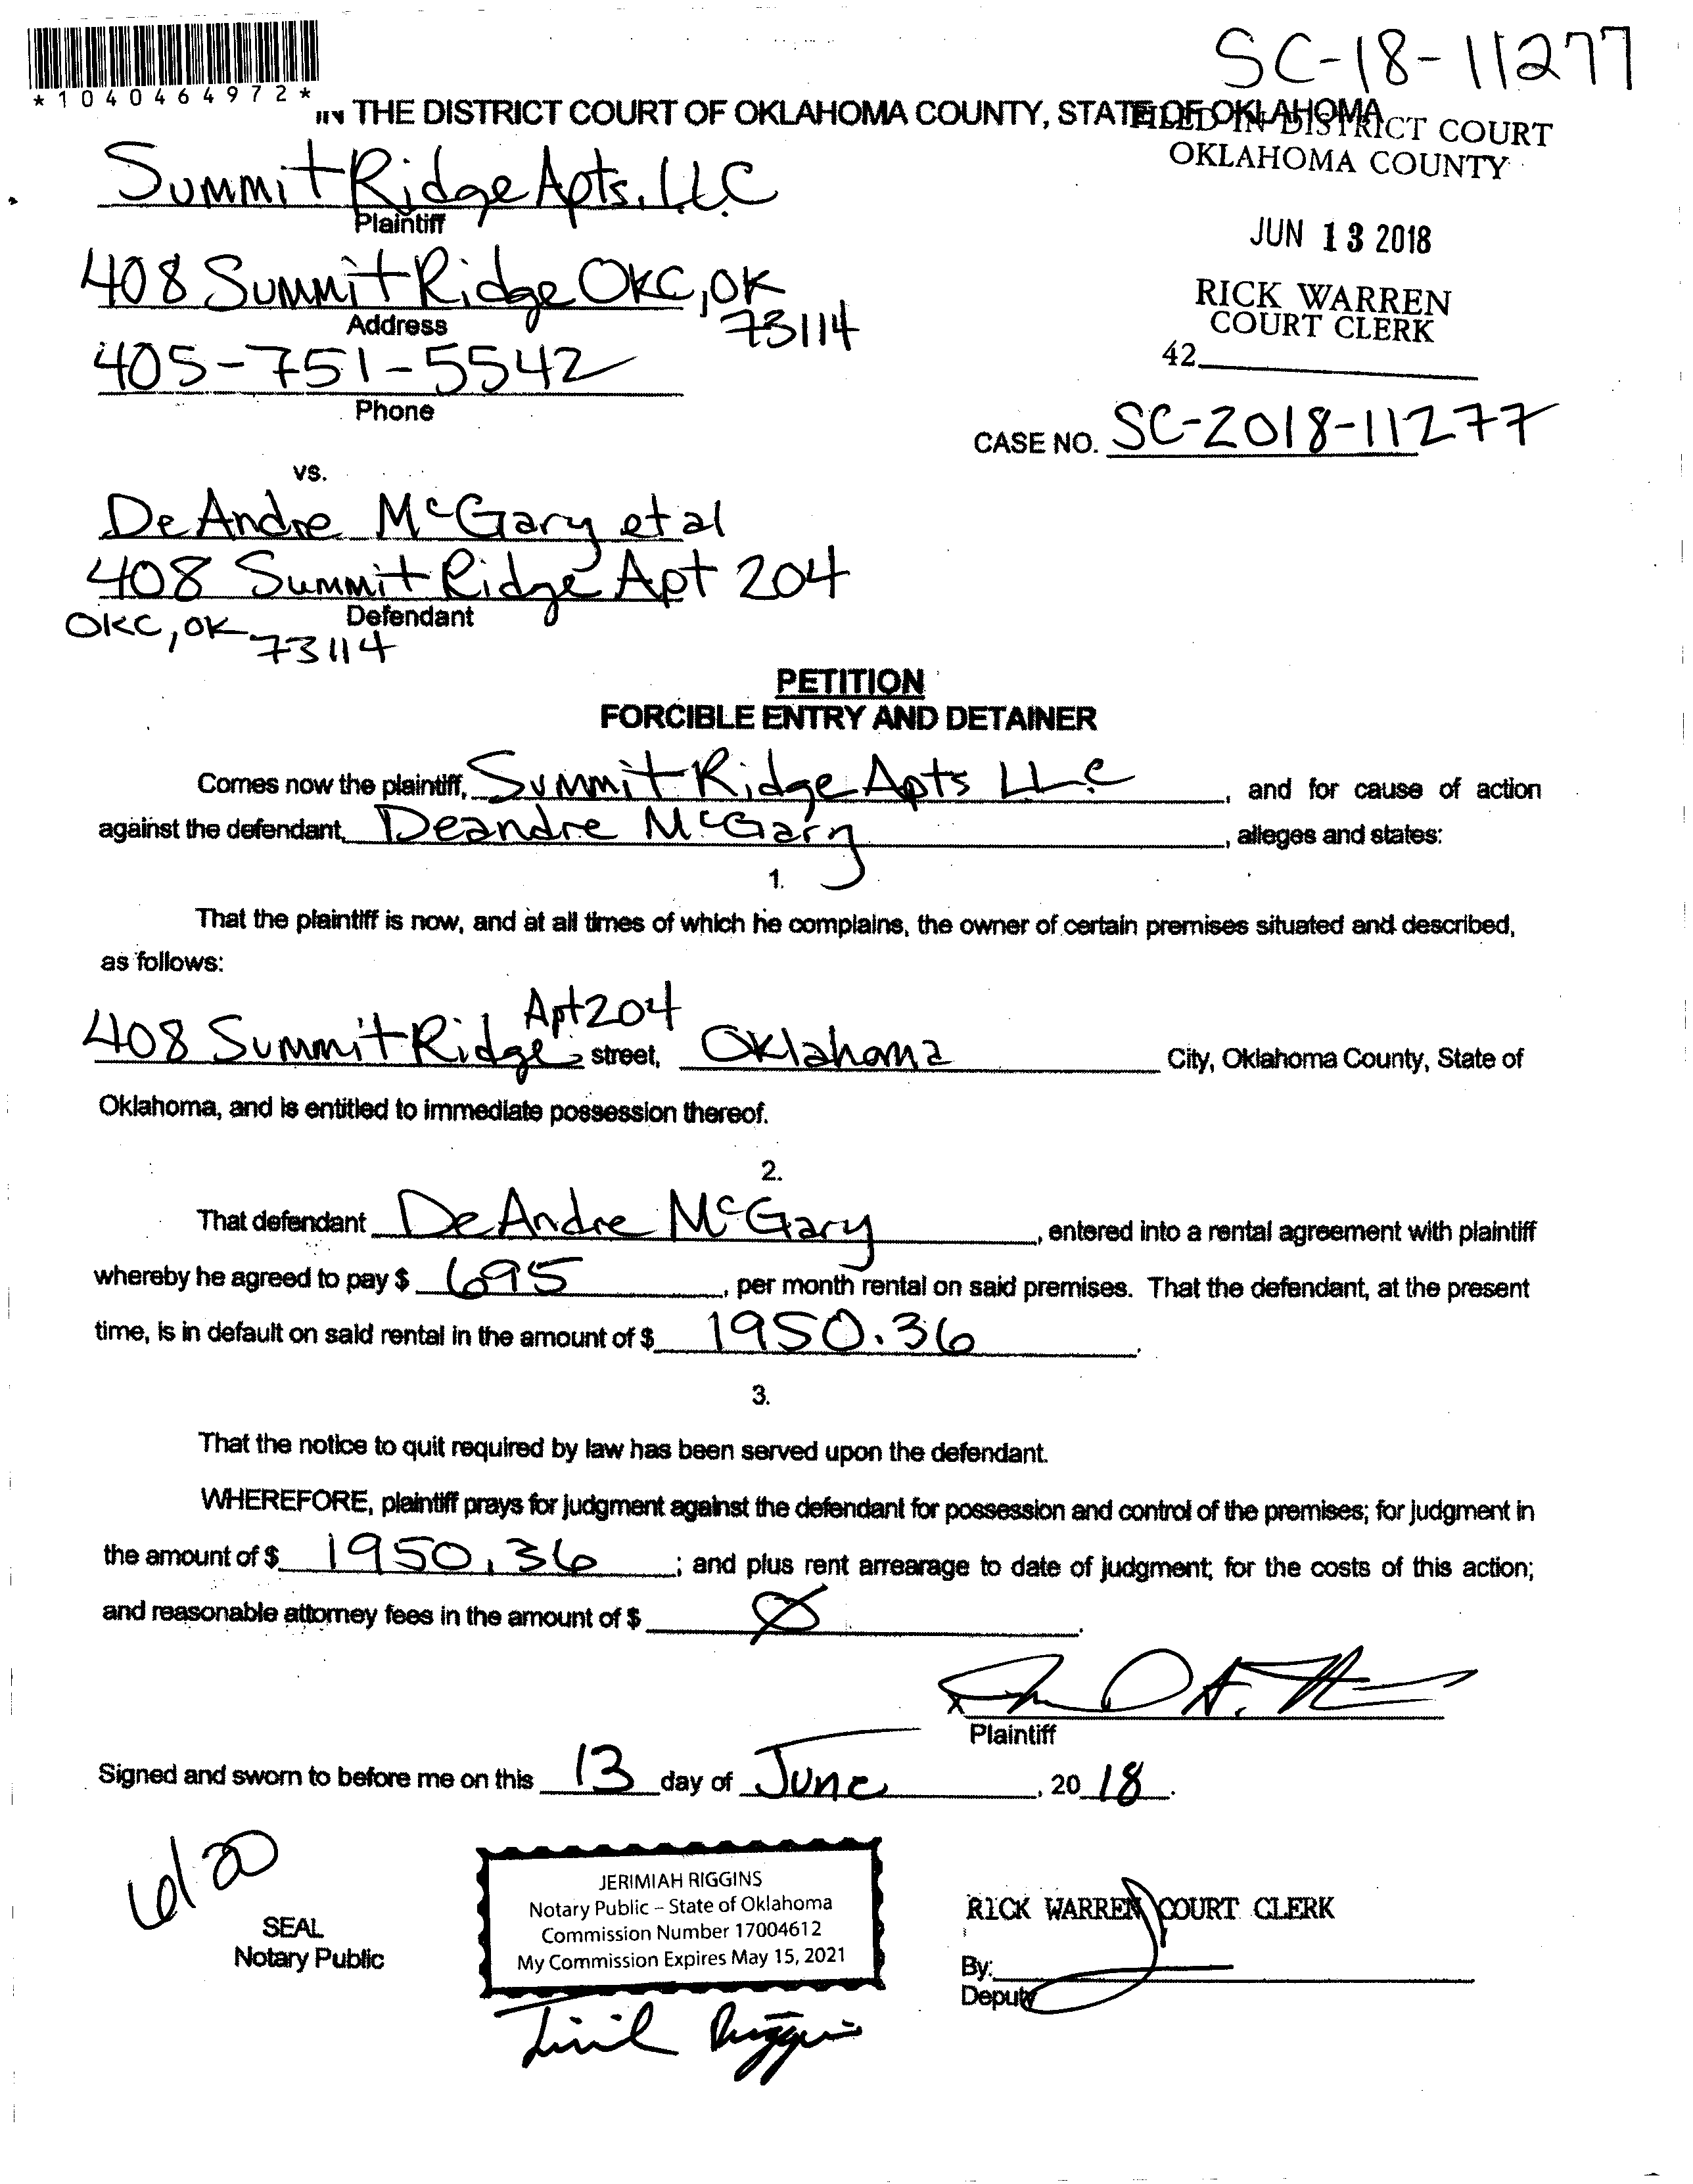 SC-18-11277
*1040464972*
IN THE DISTRICT COURT OF OKLAHOMA COUNTY, STATE OF OKLAHOMA
FILED IN DISTRICT COURT
OKLAHOMA COUNTY
Summit Ridge Apts, LLC
Plaintiff
JUN 13 2018
408 Summit Ridge OKC, OK
73114
Address
RICK WARREN
COURT CLERK
42
405-751-5542
Phone
CASE NO. SC-2018-11277
vs.
DeAndre McGary et al
408 Summit Ridge Apt 204
Defendant
OKC, OK 73114
PETITION
FORCIBLE ENTRY AND DETAINER
Comes now the plaintiff, Summit Ridge Apts LLC, and for cause of action
against the defendant, Deandre McGary, alleges and states:
1.
That the plaintiff is now, and at all times of which he complains, the owner of certain premises situated and described,
as follows:
Apt 204
408 Summit Ridge street, Oklahoma City, Oklahoma County, State of
Oklahoma, and is entitled to immediate possession thereof.
2.
That defendant DeAndre McGary, entered into a rental agreement with plaintiff
whereby he agreed to pay $ 695, per month rental on said premises. That the defendant, at the present
time, is in default on said rental in the amount of $ 1950.36.
3.
That the notice to quit required by law has been served upon the defendant.
WHEREFORE, plaintiff prays for judgment against the defendant for possession and control of the premises; for judgment in
the amount of $ 1950.36; and plus rent arrearage to date of judgment; for the costs of this action;
and reasonable attorney fees in the amount of $ Ø.
Plaintiff
Signed and sworn to before me on this 13 day of June, 20 18.
6/20
SEAL
Notary Public
JERIMIAH RIGGINS
Notary Public – State of Oklahoma
Commission Number 17004612
My Commission Expires May 15, 2021
RICK WARREN COURT CLERK
By:
Deputy